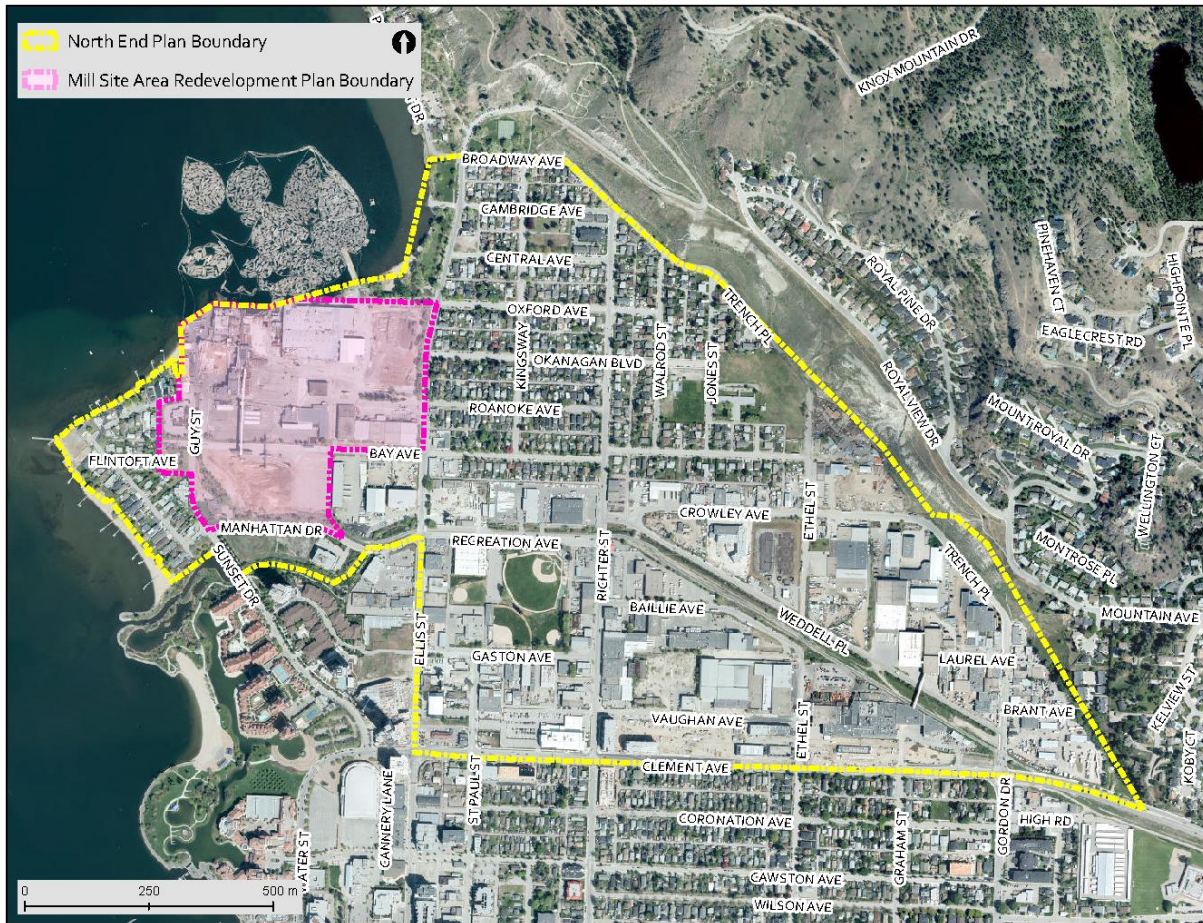 North End Plan Boundary
Mill Site Area Redevelopment Plan Boundary
KNOX MOUNTAIN DR
DR
BROADWAY AVE
CAMBRIDGE AVE
CENTRAL AVE
OXFORD AVE
KINGSWAY
OKANAGAN BLVD
WALROD ST
JONES ST
TRENCH PL
ROANOKE AVE
ROYAL PINE DR
ROYAL VIEW DR
PINEHAVEN CT
HIGHPOINTE PL
EAGLECREST RD
MOUNT ROYAL DR
WELLINGTON CT
MONTROSE PL
MOUNTAIN AVE
GUY ST
FLINTOFT AVE
BAY AVE
MANHATTAN DR
SUNSET DR
CROWLEY AVE
ETHEL ST
RECREATION AVE
RICHTER ST
BAILLIE AVE
WEDDELL PL
TRENCH PL
ELLIS ST
GASTON AVE
LAUREL AVE
VAUGHAN AVE
ETHEL ST
BRANT AVE
KELVIEW ST
KOBY CT
CLEMENT AVE
ST PAUL ST
CANNERY LANE
WATER ST
CORONATION AVE
GRAHAM ST
GORDON DR
HIGH RD
CAWSTON AVE
WILSON AVE
0 250 500 m